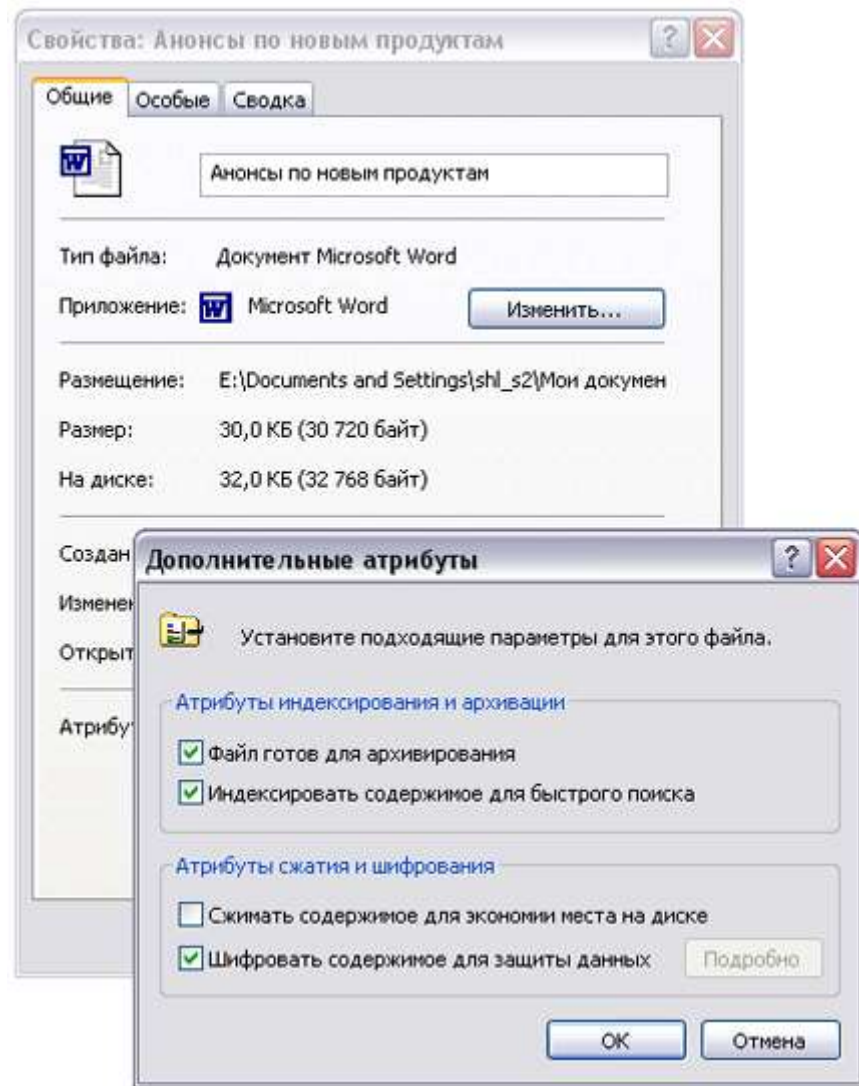 Свойства: Анонсы по новым продуктам
Общие Особые Сводка
Анонсы по новым продуктам
Тип файла: Документ Microsoft Word
Приложение: Microsoft Word Изменить...
Размещение: E:\Documents and Settings\shl_s2\Мои докумен
Размер: 30,0 КБ (30 720 байт)
На диске: 32,0 КБ (32 768 байт)
Создан
Изменен
Открыт
Атрибут
Дополнительные атрибуты
Установите подходящие параметры для этого файла.
Атрибуты индексирования и архивации
Файл готов для архивирования
Индексировать содержимое для быстрого поиска
Атрибуты сжатия и шифрования
Сжимать содержимое для экономии места на диске
Шифровать содержимое для защиты данных Подробно
ОК Отмена